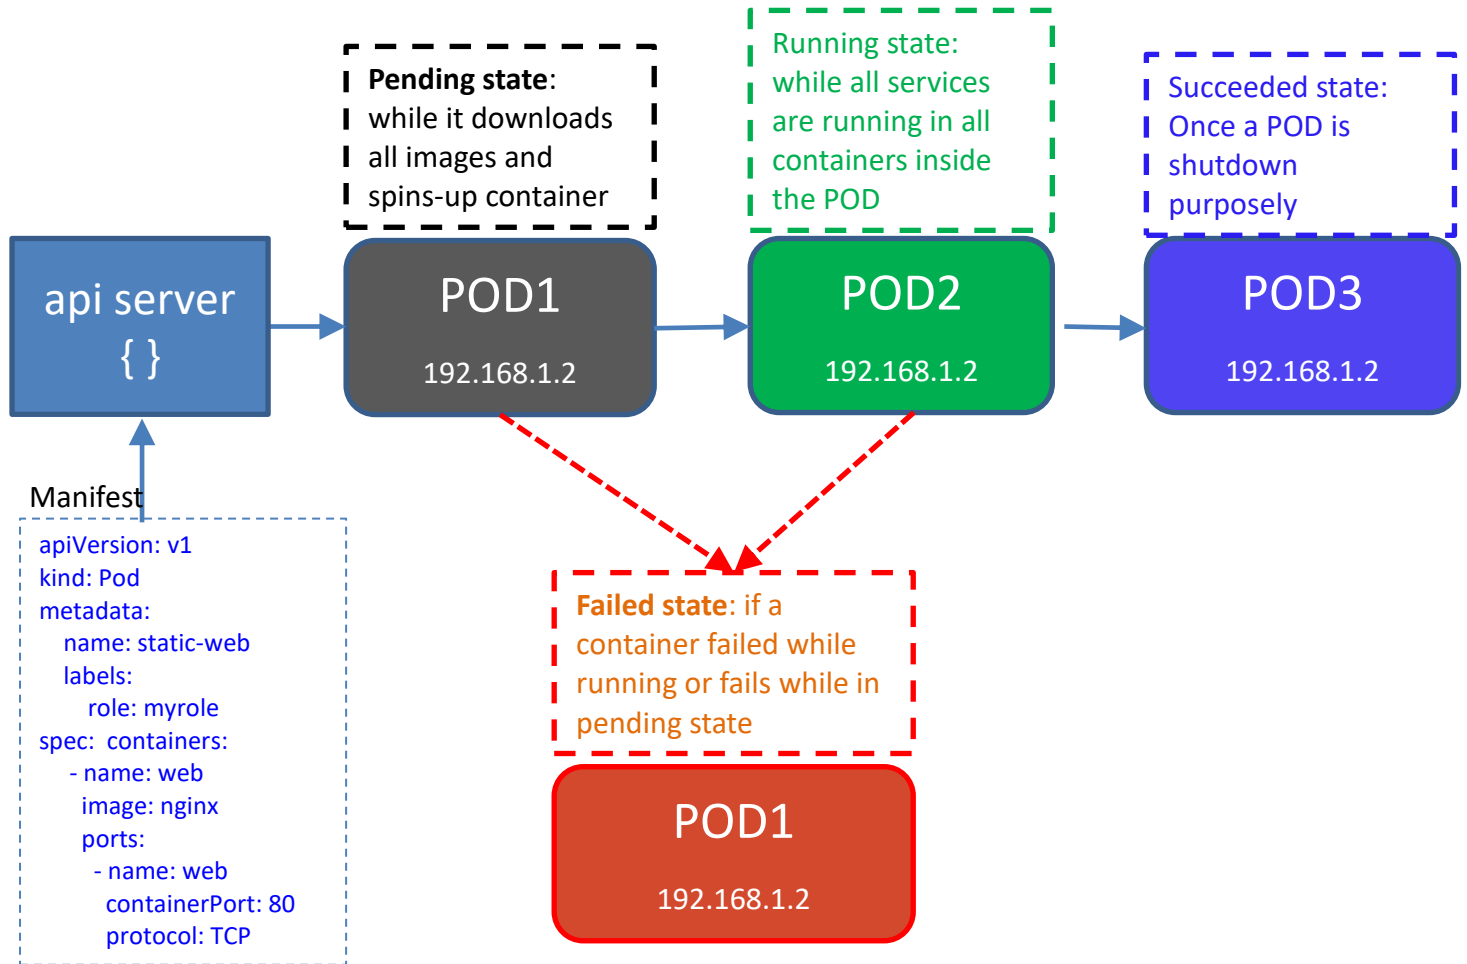 Pending state:
while it downloads
all images and
spins-up container
Running state:
while all services
are running in all
containers inside
the POD
Succeeded state:
Once a POD is
shutdown
purposely
api server
{ }
POD1
192.168.1.2
POD2
192.168.1.2
POD3
192.168.1.2
Manifest
apiVersion: v1
kind: Pod
metadata:
name: static-web
labels:
role: myrole
spec: containers:
- name: web
image: nginx
ports:
- name: web
containerPort: 80
protocol: TCP
Failed state: if a
container failed while
running or fails while in
pending state
POD1
192.168.1.2